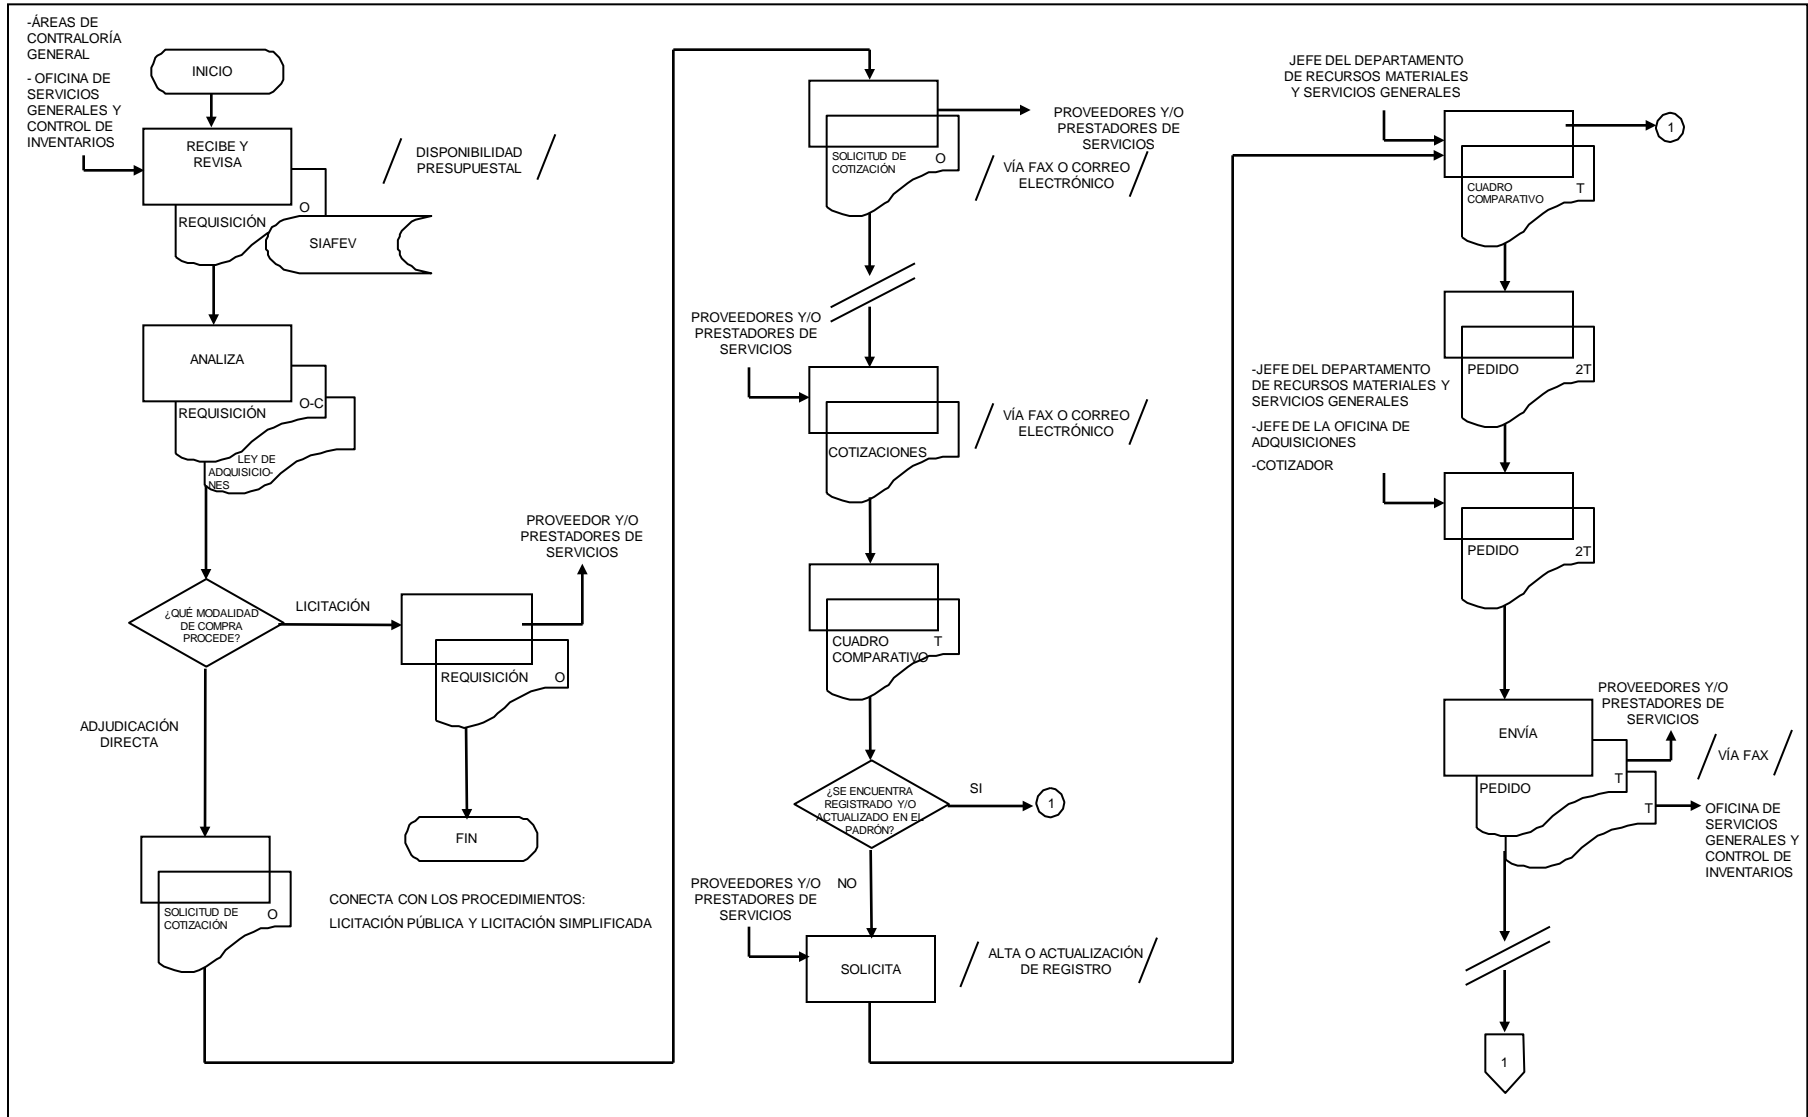 -ÁREAS DE
CONTRALORÍA
GENERAL
- OFICINA DE
SERVICIOS
GENERALES Y
CONTROL DE
INVENTARIOS
INICIO
RECIBE Y
REVISA
REQUISICIÓN
O
SIAFEV
DISPONIBILIDAD
PRESUPUESTAL
ANALIZA
REQUISICIÓN
O-C
LEY DE
ADQUISICIO-
NES
¿QUÉ MODALIDAD
DE COMPRA
PROCEDE?
LICITACIÓN
PROVEEDOR Y/O
PRESTADORES DE
SERVICIOS
REQUISICIÓN
O
FIN
CONECTA CON LOS PROCEDIMIENTOS:
LICITACIÓN PÚBLICA Y LICITACIÓN SIMPLIFICADA
ADJUDICACIÓN
DIRECTA
SOLICITUD DE
COTIZACIÓN
O
SOLICITUD DE
COTIZACIÓN
O
PROVEEDORES Y/O
PRESTADORES DE
SERVICIOS
VÍA FAX O CORREO
ELECTRÓNICO
PROVEEDORES Y/O
PRESTADORES DE
SERVICIOS
COTIZACIONES
VÍA FAX O CORREO
ELECTRÓNICO
CUADRO
COMPARATIVO
T
¿SE ENCUENTRA
REGISTRADO Y/O
ACTUALIZADO EN EL
PADRÓN?
SI
1
NO
PROVEEDORES Y/O
PRESTADORES DE
SERVICIOS
SOLICITA
ALTA O ACTUALIZACIÓN
DE REGISTRO
JEFE DEL DEPARTAMENTO
DE RECURSOS MATERIALES
Y SERVICIOS GENERALES
1
CUADRO
COMPARATIVO
T
PEDIDO
2T
-JEFE DEL DEPARTAMENTO
DE RECURSOS MATERIALES Y
SERVICIOS GENERALES
-JEFE DE LA OFICINA DE
ADQUISICIONES
-COTIZADOR
PEDIDO
2T
ENVÍA
PEDIDO
T
T
PROVEEDORES Y/O
PRESTADORES DE
SERVICIOS
VÍA FAX
OFICINA DE
SERVICIOS
GENERALES Y
CONTROL DE
INVENTARIOS
1